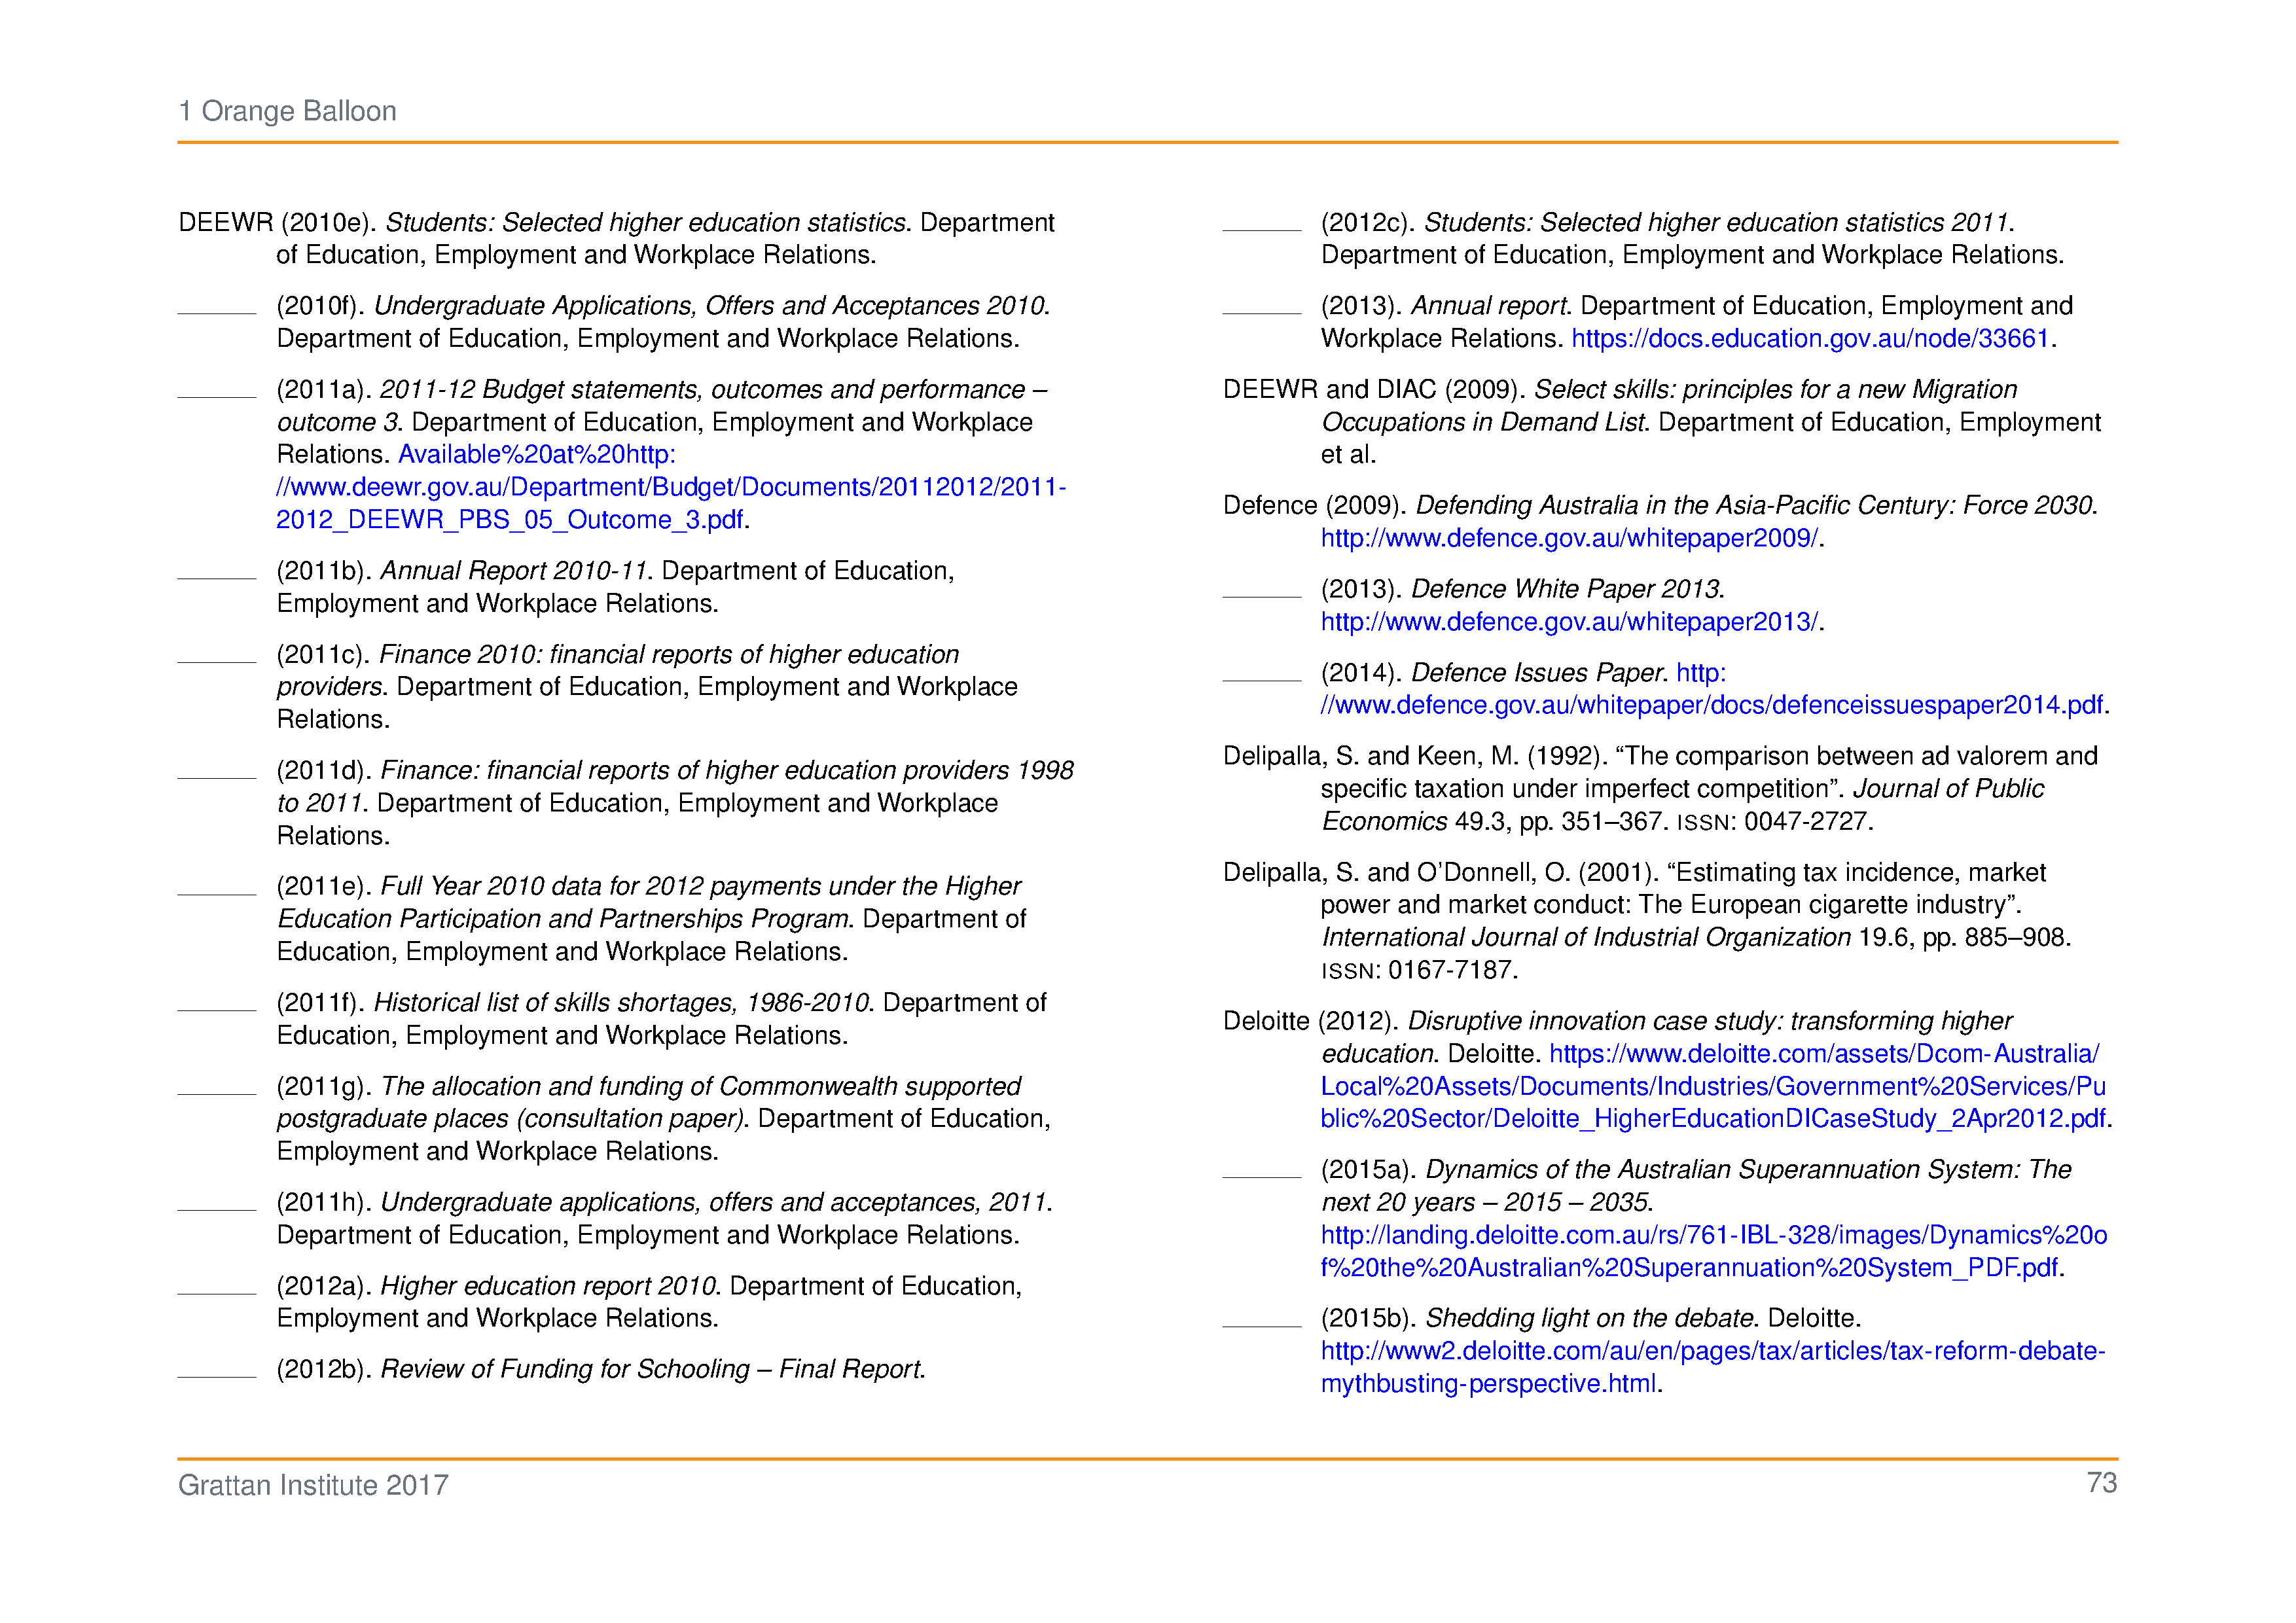 1 Orange Balloon
DEEWR (2010e). Students: Selected higher education statistics. Department
of Education, Employment and Workplace Relations.
(2010f). Undergraduate Applications, Offers and Acceptances 2010.
Department of Education, Employment and Workplace Relations.
(2011a). 2011-12 Budget statements, outcomes and performance –
outcome 3. Department of Education, Employment and Workplace
Relations. Available%20at%20http:
//www.deewr.gov.au/Department/Budget/Documents/20112012/2011-
2012_DEEWR_PBS_05_Outcome_3.pdf.
(2011b). Annual Report 2010-11. Department of Education,
Employment and Workplace Relations.
(2011c). Finance 2010: financial reports of higher education
providers. Department of Education, Employment and Workplace
Relations.
(2011d). Finance: financial reports of higher education providers 1998
to 2011. Department of Education, Employment and Workplace
Relations.
(2011e). Full Year 2010 data for 2012 payments under the Higher
Education Participation and Partnerships Program. Department of
Education, Employment and Workplace Relations.
(2011f). Historical list of skills shortages, 1986-2010. Department of
Education, Employment and Workplace Relations.
(2011g). The allocation and funding of Commonwealth supported
postgraduate places (consultation paper). Department of Education,
Employment and Workplace Relations.
(2011h). Undergraduate applications, offers and acceptances, 2011.
Department of Education, Employment and Workplace Relations.
(2012a). Higher education report 2010. Department of Education,
Employment and Workplace Relations.
(2012b). Review of Funding for Schooling – Final Report.
(2012c). Students: Selected higher education statistics 2011.
Department of Education, Employment and Workplace Relations.
(2013). Annual report. Department of Education, Employment and
Workplace Relations. https://docs.education.gov.au/node/33661.
DEEWR and DIAC (2009). Select skills: principles for a new Migration
Occupations in Demand List. Department of Education, Employment
et al.
Defence (2009). Defending Australia in the Asia-Pacific Century: Force 2030.
http://www.defence.gov.au/whitepaper2009/.
(2013). Defence White Paper 2013.
http://www.defence.gov.au/whitepaper2013/.
(2014). Defence Issues Paper. http:
//www.defence.gov.au/whitepaper/docs/defenceissuespaper2014.pdf.
Delipalla, S. and Keen, M. (1992). “The comparison between ad valorem and
specific taxation under imperfect competition”. Journal of Public
Economics 49.3, pp. 351–367. ISSN: 0047-2727.
Delipalla, S. and O’Donnell, O. (2001). “Estimating tax incidence, market
power and market conduct: The European cigarette industry”.
International Journal of Industrial Organization 19.6, pp. 885–908.
ISSN: 0167-7187.
Deloitte (2012). Disruptive innovation case study: transforming higher
education. Deloitte. https://www.deloitte.com/assets/Dcom-Australia/
Local%20Assets/Documents/Industries/Government%20Services/Pu
blic%20Sector/Deloitte_HigherEducationDICaseStudy_2Apr2012.pdf.
(2015a). Dynamics of the Australian Superannuation System: The
next 20 years – 2015 – 2035.
http://landing.deloitte.com.au/rs/761-IBL-328/images/Dynamics%20o
f%20the%20Australian%20Superannuation%20System_PDF.pdf.
(2015b). Shedding light on the debate. Deloitte.
http://www2.deloitte.com/au/en/pages/tax/articles/tax-reform-debate-
mythbusting-perspective.html.
Grattan Institute 2017
73